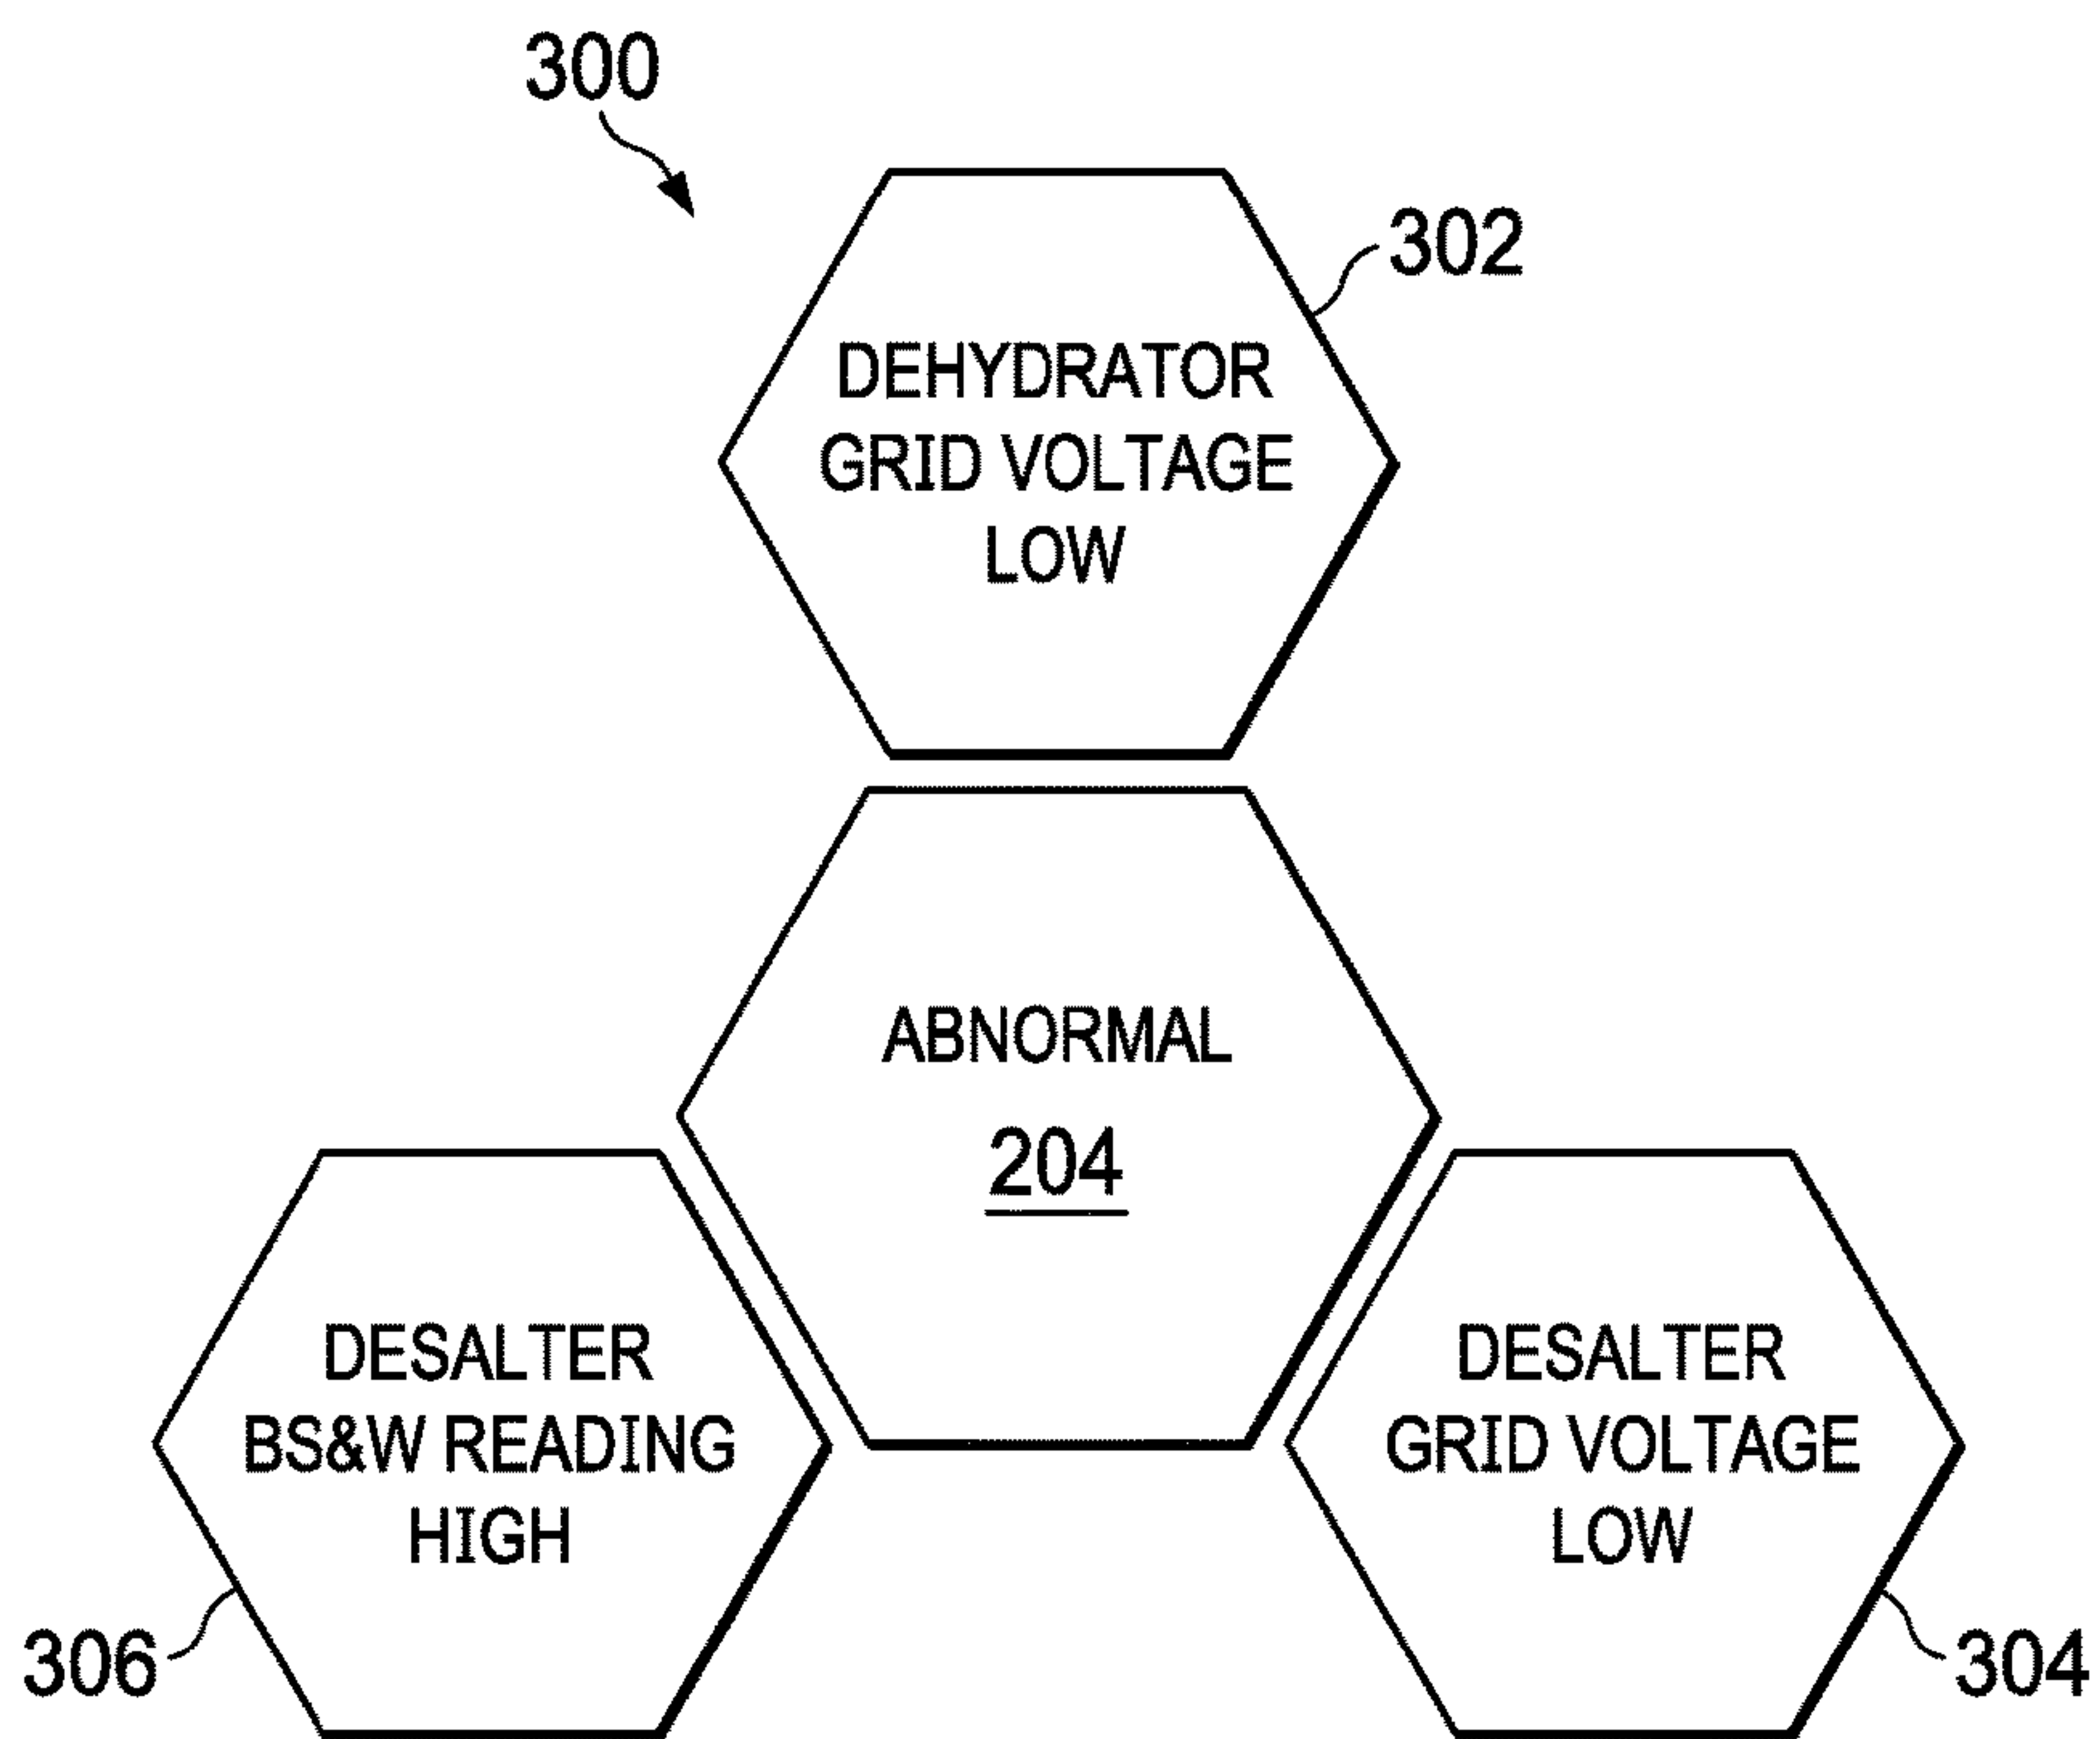 300
302
DEHYDRATOR
GRID VOLTAGE
LOW
ABNORMAL
204
DESALTER
BS&W READING
HIGH
306
DESALTER
GRID VOLTAGE
LOW
304